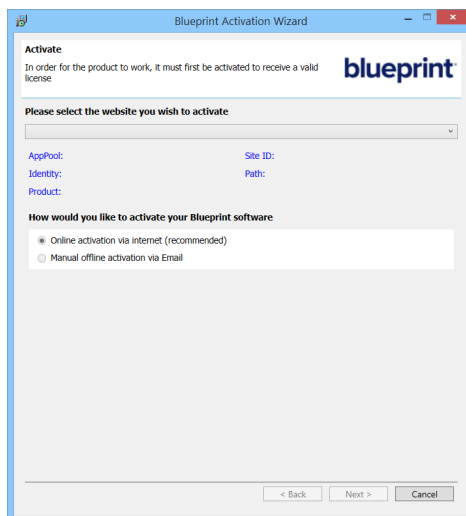 Blueprint Activation Wizard
Activate
In order for the product to work, it must first be activated to receive a valid
license
blueprint
Please select the website you wish to activate
AppPool:
Site ID:
Identity:
Path:
Product:
How would you like to activate your Blueprint software
Online activation via internet (recommended)
Manual offline activation via Email
< Back
Next >
Cancel